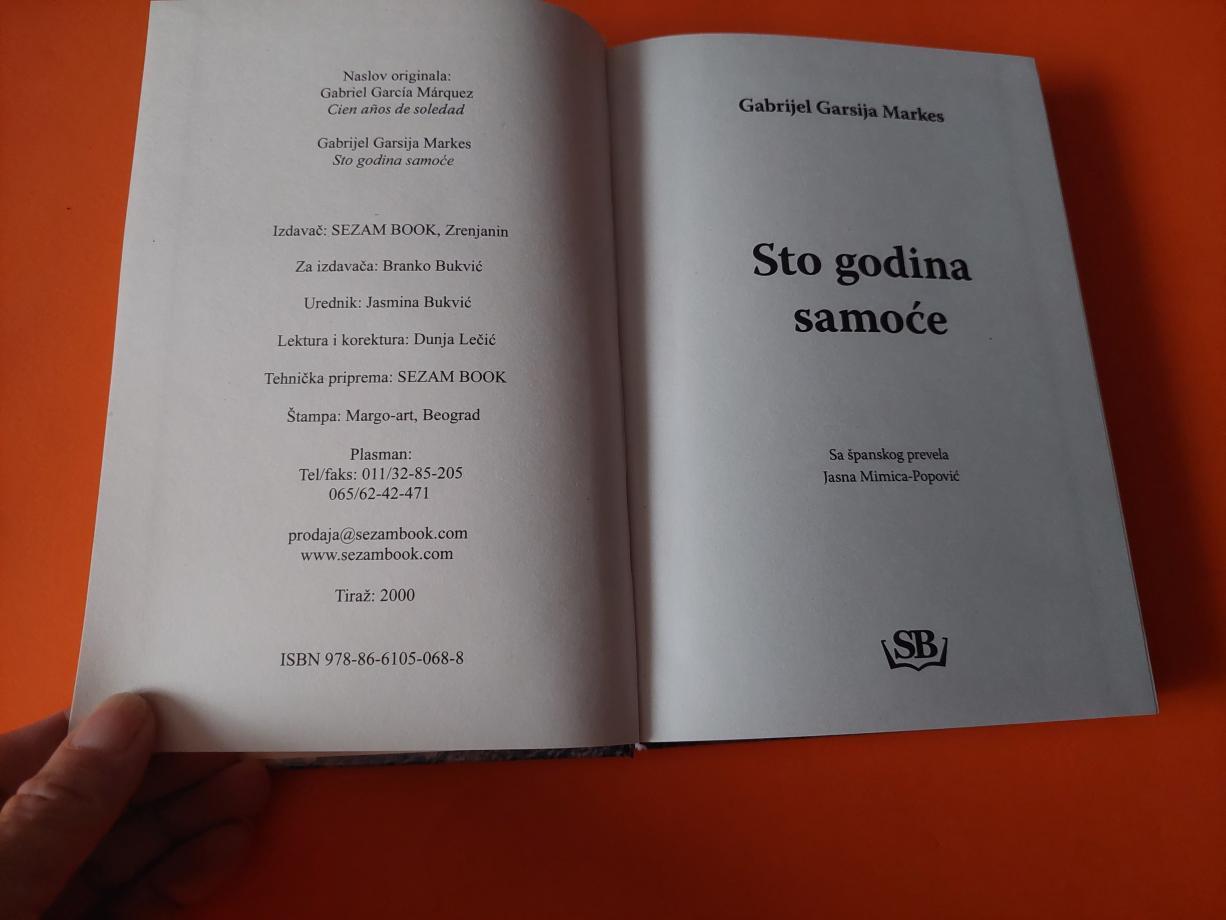 Naslov originala:
Gabriel García Márquez
Cien años de soledad
Gabrijel Garsija Markes
Sto godina samoće
Izdavač: SEZAM BOOK, Zrenjanin
Za izdavača: Branko Bukvić
Urednik: Jasmina Bukvić
Lektura i korektura: Dunja Lečić
Tehnička priprema: SEZAM BOOK
Štampa: Margo-art, Beograd
Plasman:
Tel/faks: 011/32-85-205
065/62-42-471
prodaja@sezambook.com
www.sezambook.com
Tiraž: 2000
ISBN 978-86-6105-068-8
Gabrijel Garsija Markes
Sto godina
samoće
Sa španskog prevela
Jasna Mimica-Popović
SB